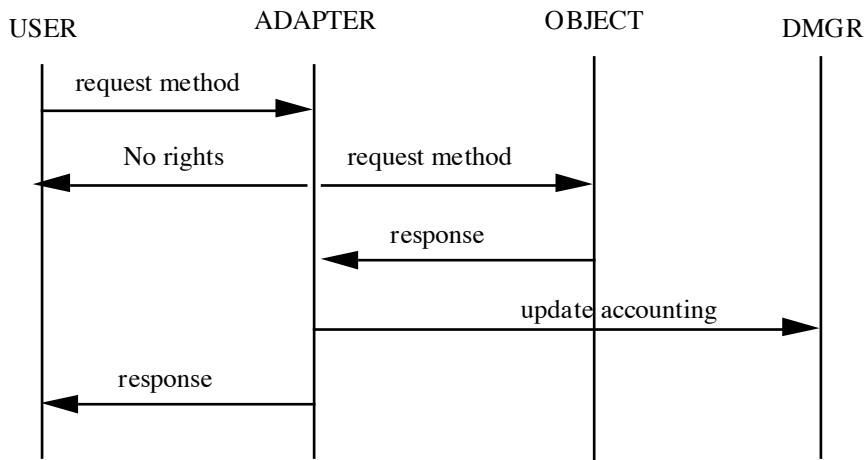 USER
ADAPTER
OBJECT
DMGR
request method
No rights
request method
response
update accounting
response